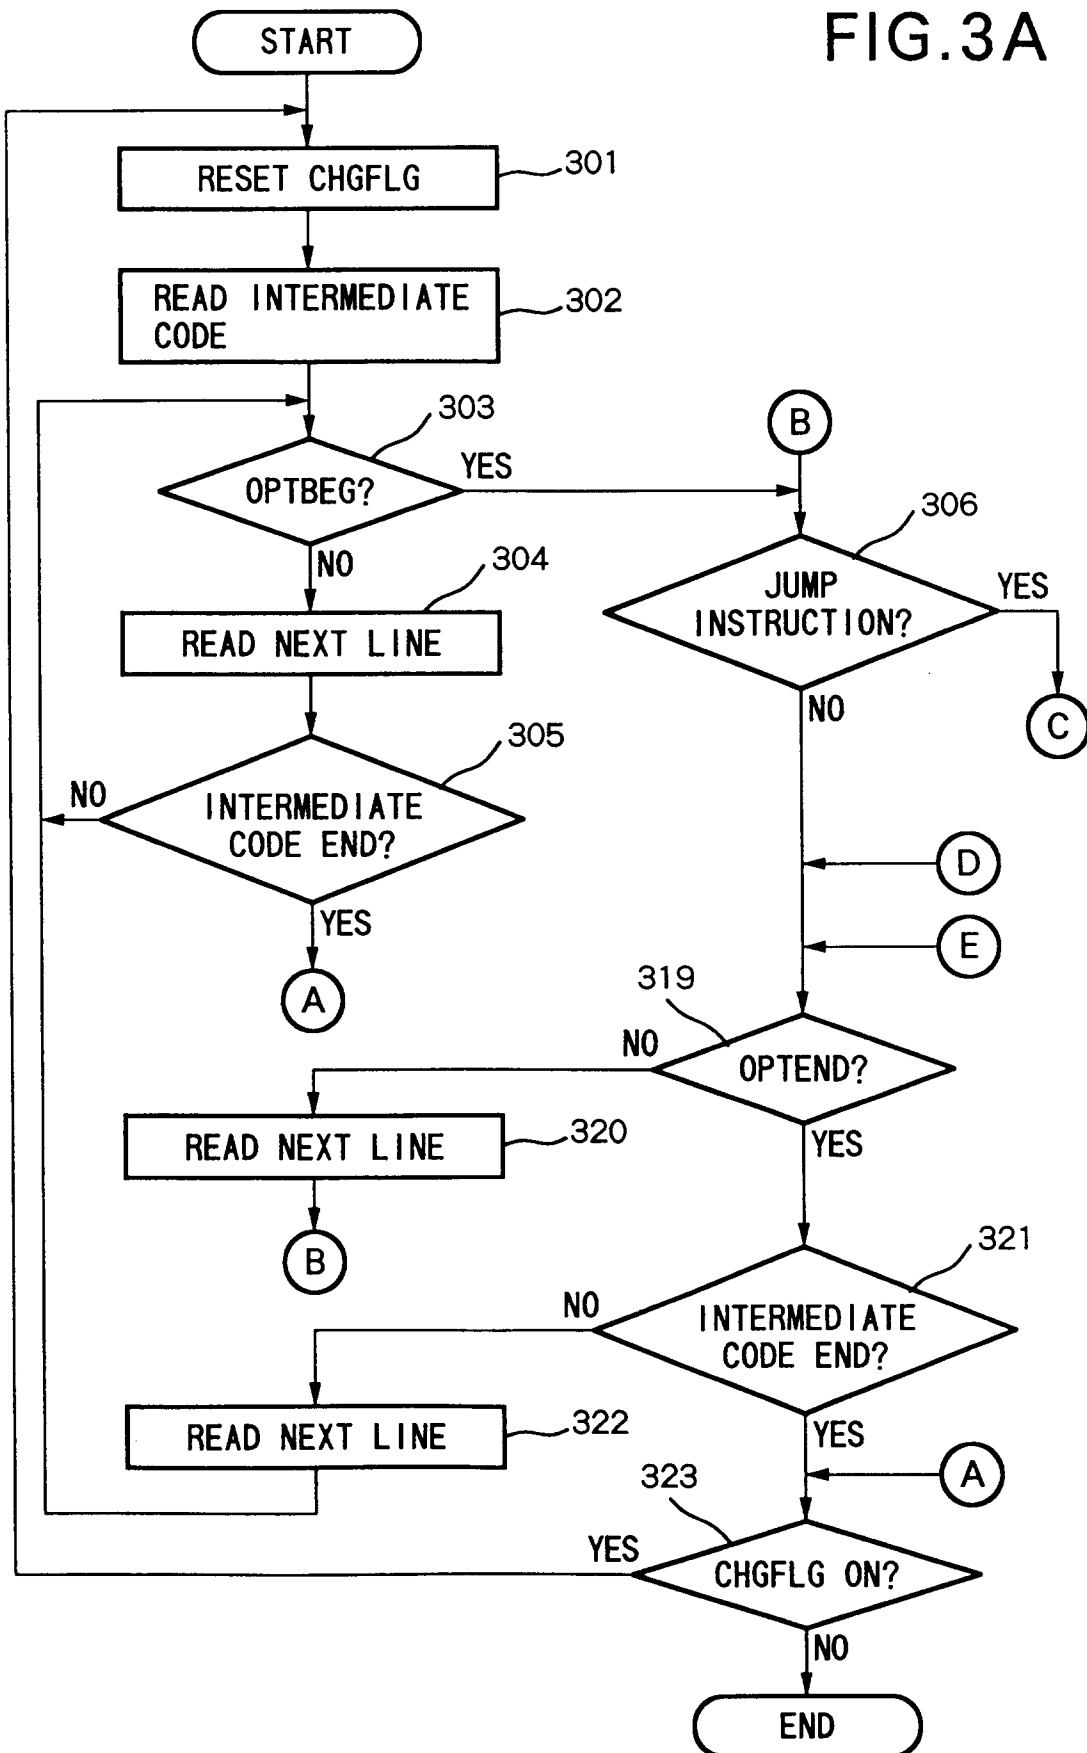 FIG.3A
START
RESET CHGFLG
301
READ INTERMEDIATE
CODE
302
303
OPTBEG?
YES
NO
304
READ NEXT LINE
305
INTERMEDIATE
CODE END?
NO
YES
A
B
306
JUMP
INSTRUCTION?
YES
C
NO
D
E
319
OPTEND?
NO
YES
READ NEXT LINE
320
B
321
INTERMEDIATE
CODE END?
NO
YES
READ NEXT LINE
322
A
323
CHGFLG ON?
YES
NO
END